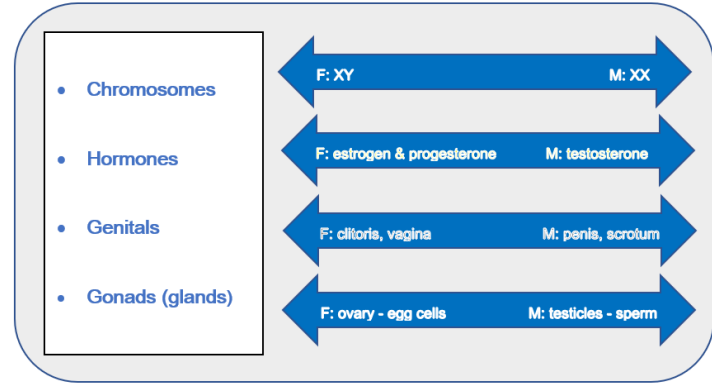 Chromosomes
F: XY M: XX
Hormones
F: estrogen & progesterone M: testosterone
Genitals
F: clitoris, vagina M: penis, scrotum
Gonads (glands)
F: ovary - egg cells M: testicles - sperm